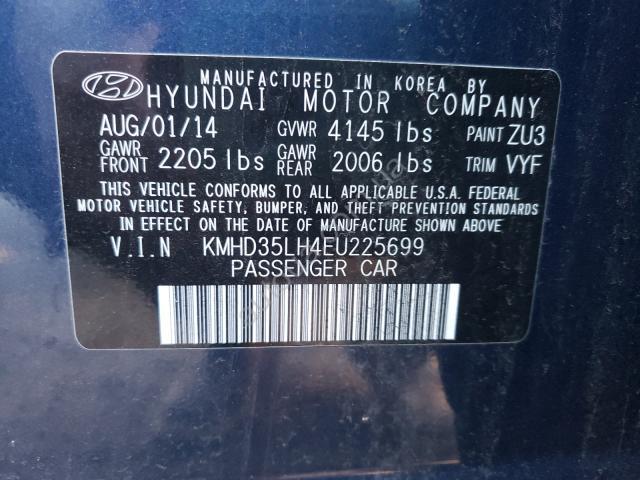 MANUFACTURED IN KOREA BY
HYUNDAI MOTOR COMPANY
AUG/01/14 GVWR 4145 lbs PAINT ZU3
GAWR FRONT 2205 lbs GAWR REAR 2006 lbs TRIM VYF
THIS VEHICLE CONFORMS TO ALL APPLICABLE U.S.A. FEDERAL
MOTOR VEHICLE SAFETY, BUMPER, AND THEFT PREVENTION
STANDARDS
IN EFFECT ON THE DATE OF MANUFACTURE SHOWN ABOVE
V.I.N KMHD35LH4EU225699
PASSENGER CAR